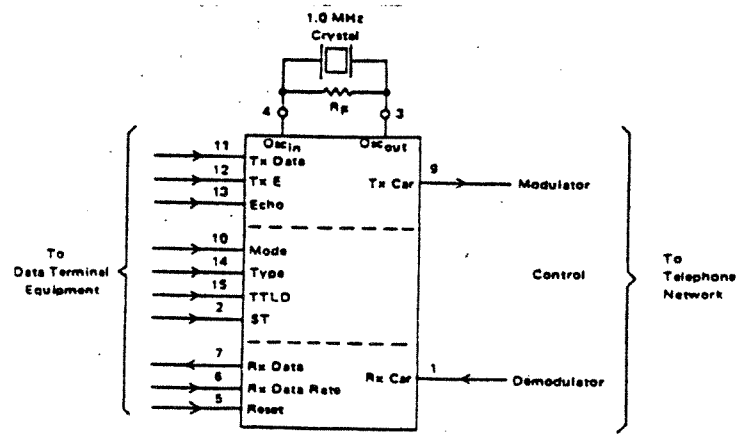 1.0 MHz
Crystal
RF
4
3
Oscin
Oscout
11
Tx Data
12
Tx E
13
Echo
9
Tx Car
Modulator
10
Mode
14
Type
15
TTLD
2
ST
Control
To
Data Terminal
Equipment
To
Telephone
Network
7
Rx Data
6
Rx Data Rate
5
Reset
1
Rx Car
Demodulator